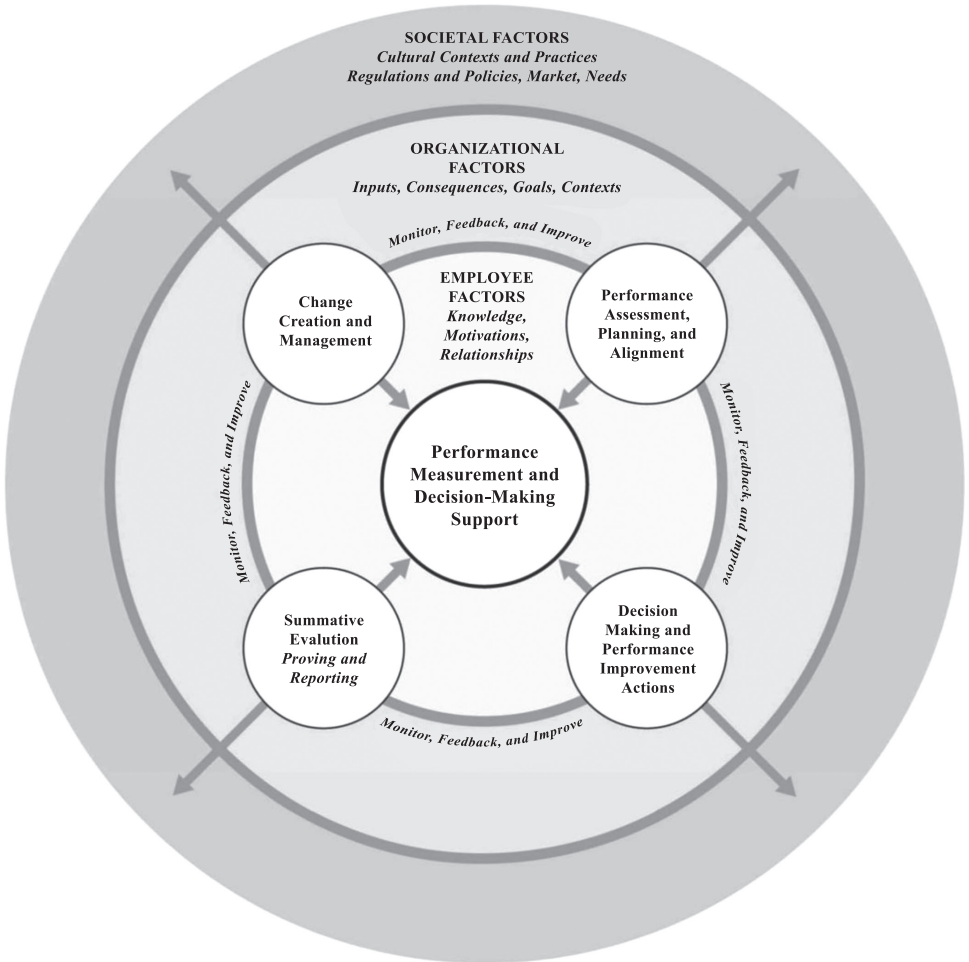 SOCIETAL FACTORS
Cultural Contexts and Practices
Regulations and Policies, Market, Needs
ORGANIZATIONAL
FACTORS
Inputs, Consequences, Goals, Contexts
Monitor, Feedback, and Improve
Change
Creation and
Management
EMPLOYEE
FACTORS
Knowledge,
Motivations,
Relationships
Performance
Assessment,
Planning, and
Alignment
Monitor, Feedback, and Improve
Performance
Measurement and
Decision-Making
Support
Monitor, Feedback, and Improve
Summative
Evalution
Proving and
Reporting
Decision
Making and
Performance
Improvement
Actions
Monitor, Feedback, and Improve